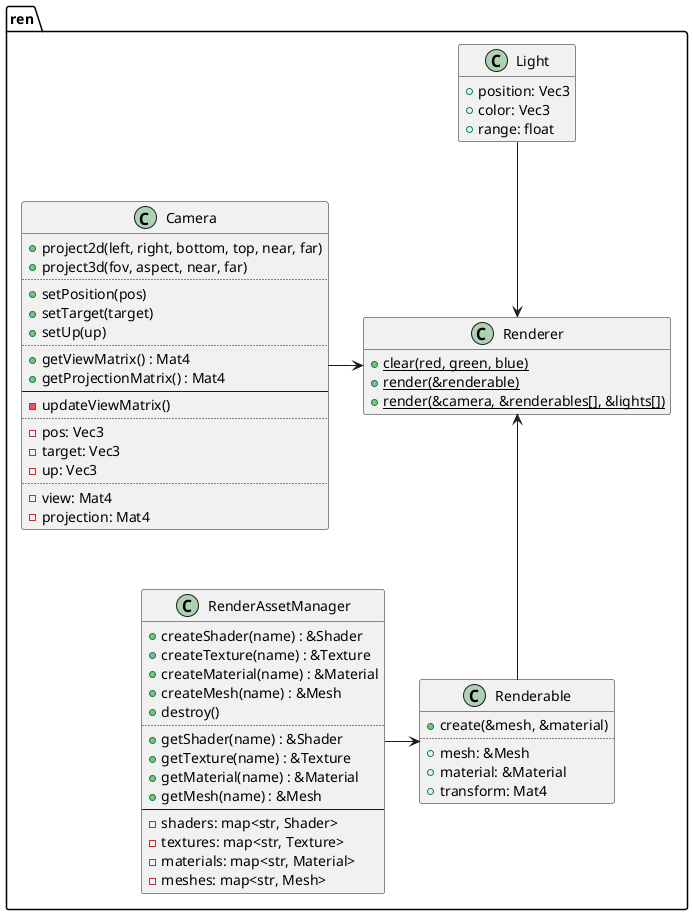 ren
C Light
position: Vec3
color: Vec3
range: float
C Camera
project2d(left, right, bottom, top, near, far)
project3d(fov, aspect, near, far)
setPosition(pos)
setTarget(target)
setUp(up)
getViewMatrix() : Mat4
getProjectionMatrix() : Mat4
updateViewMatrix()
pos: Vec3
target: Vec3
up: Vec3
view: Mat4
projection: Mat4
C Renderer
clear(red, green, blue)
render(&renderable)
render(&camera, &renderables[], &lights[])
C RenderAssetManager
createShader(name) : &Shader
createTexture(name) : &Texture
createMaterial(name) : &Material
createMesh(name) : &Mesh
destroy()
getShader(name) : &Shader
getTexture(name) : &Texture
getMaterial(name) : &Material
getMesh(name) : &Mesh
shaders: map<str, Shader>
textures: map<str, Texture>
materials: map<str, Material>
meshes: map<str, Mesh>
C Renderable
create(&mesh, &material)
mesh: &Mesh
material: &Material
transform: Mat4